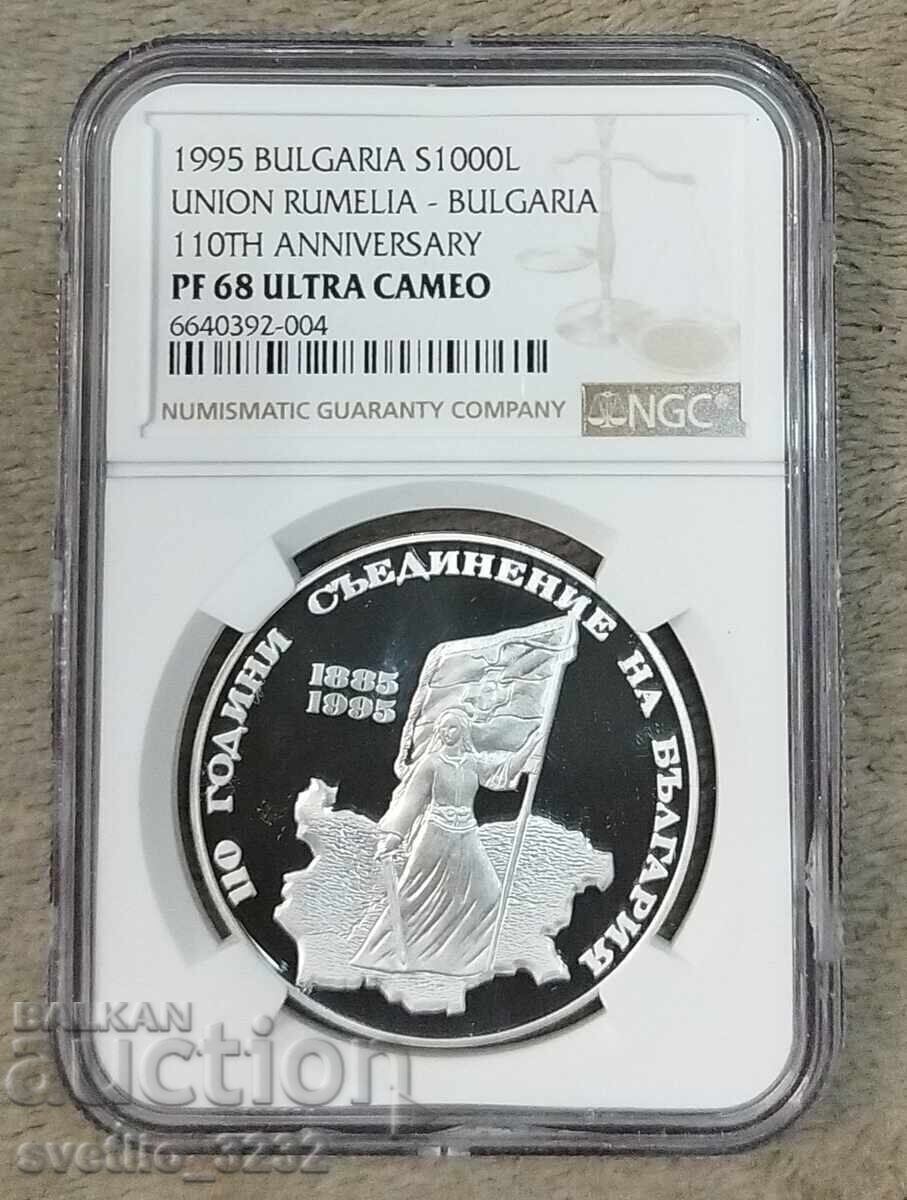 1995 BULGARIA S1000L
UNION RUMELIA - BULGARIA
110TH ANNIVERSARY
PF 68 ULTRA CAMEO
6640392-004
NUMISMATIC GUARANTY COMPANY
NGC®
110 ГОДИНИ СЪЕДИНЕНИЕ НА БЪЛГАРИЯ
1885
1995
BALKAN
auction
svetlio_3232